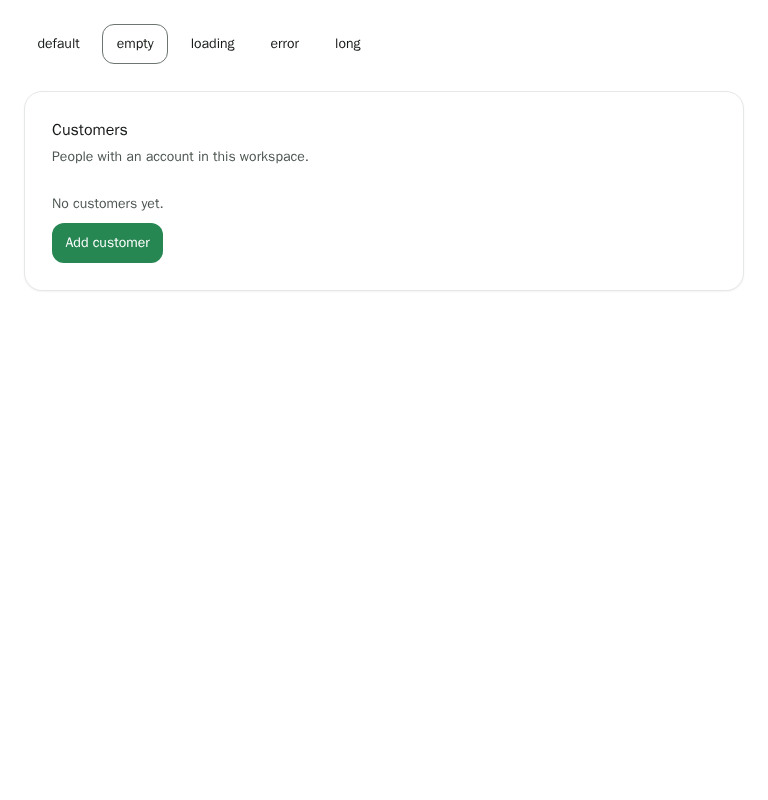 default empty loading error long
Customers
People with an account in this workspace.
No customers yet.
Add customer